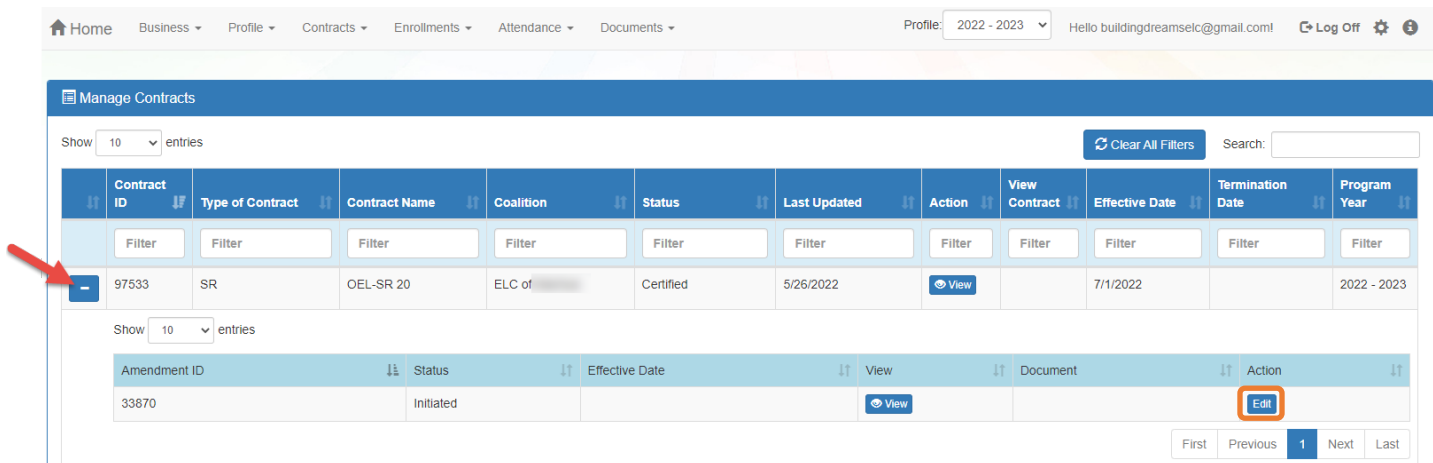 Home Business Profile Contracts Enrollments Attendance Documents Profile: 2022 - 2023 Hello buildingdreamselc@gmail.com! Log Off
Manage Contracts
Show 10 entries Clear All Filters Search:
Contract ID Type of Contract Contract Name Coalition Status Last Updated Action View Contract Effective Date Termination Date Program Year
Filter Filter Filter Filter Filter Filter Filter Filter Filter Filter Filter
97533 SR OEL-SR 20 ELC of Certified 5/26/2022 View 7/1/2022 2022 - 2023
Show 10 entries
Amendment ID Status Effective Date View Document Action
33870 Initiated View Edit
First Previous 1 Next Last